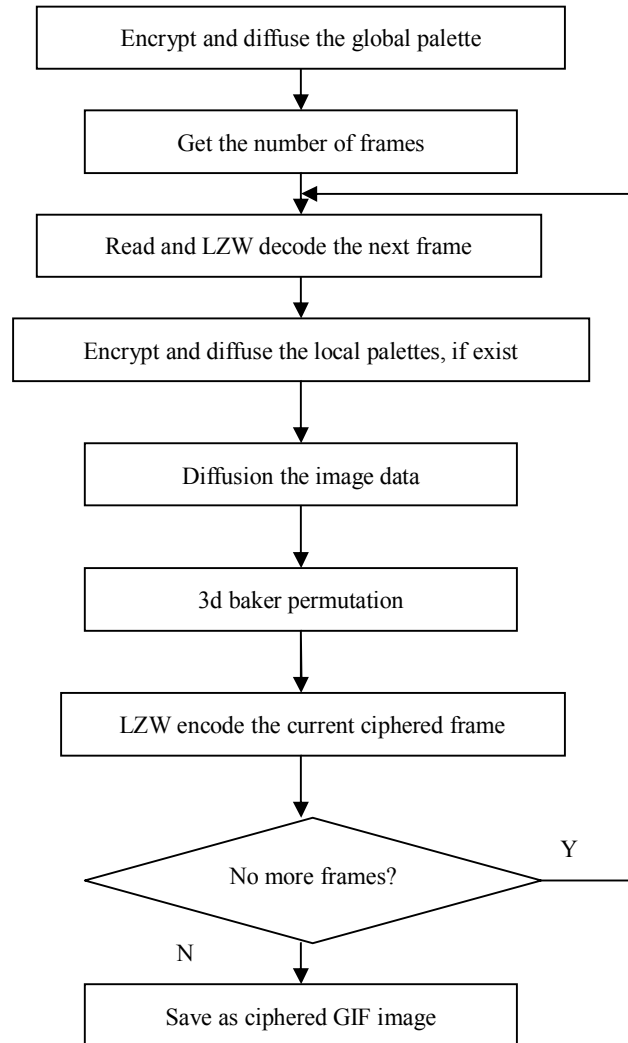 Encrypt and diffuse the global palette
Get the number of frames
Read and LZW decode the next frame
Encrypt and diffuse the local palettes, if exist
Diffusion the image data
3d baker permutation
LZW encode the current ciphered frame
No more frames?
Y
N
Save as ciphered GIF image